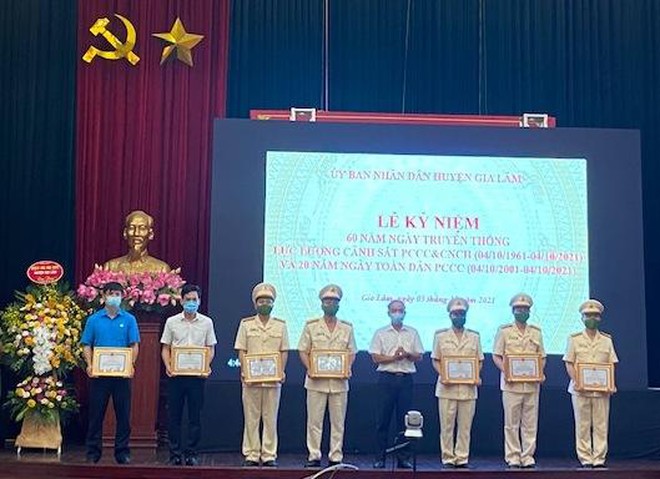 ỦY BAN NHÂN DÂN HUYỆN GIA LÂM
LỄ KỶ NIỆM
60 NĂM NGÀY TRUYỀN THỐNG
LỰC LƯỢNG CẢNH SÁT PCCC&CNCH (04/10/1961-04/10/2021)
VÀ 20 NĂM NGÀY TOÀN DÂN PCCC (04/10/2001-04/10/2021)
Gia Lâm, ngày 03 tháng 2021